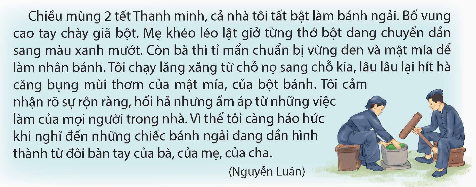 Chiều mùng 2 tết Thanh minh, cả nhà tôi tất bật làm bánh ngải. Bố vung
cao tay chày giã bột. Mẹ khéo léo lật giở từng thớ bột đang chuyển dần
sang màu xanh mướt. Còn bà thì tỉ mẩn chuẩn bị vừng đen và mật mía để
làm nhân bánh. Tôi chạy lăng xăng từ chỗ nọ sang chỗ kia, lâu lâu lại hít hà
căng bụng mùi thơm của mật mía, của bột bánh. Tôi cảm
nhận rõ sự rộn ràng, hối hả nhưng ấm áp từ những việc
làm của mọi người trong nhà. Vì thế tôi càng háo hức
khi nghĩ đến những chiếc bánh ngải đang dần hình
thành từ đôi bàn tay của bà, của mẹ, của cha.
(Nguyễn Luân)